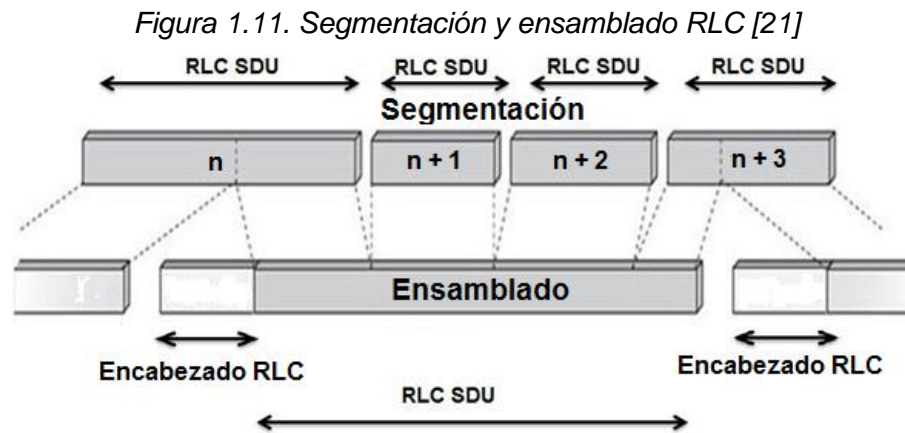 Figura 1.11. Segmentación y ensamblado RLC [21]
RLC SDU RLC SDU RLC SDU RLC SDU
Segmentación
n n + 1 n + 2 n + 3
Ensamblado
Encabezado RLC Encabezado RLC
RLC SDU